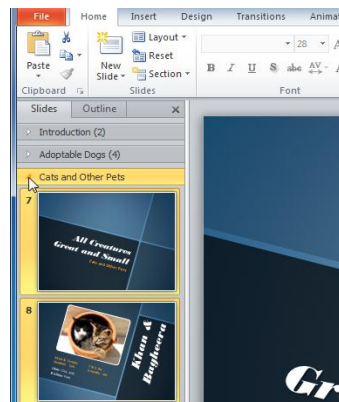 File Home Insert Design Transitions Animat
Layout
Reset
Section
Paste
New
Slide
28
B I U S abc AV
Clipboard Slides Font
Slides Outline
Introduction (2)
Adoptable Dogs (4)
Cats and Other Pets
7
All Creatures
Great and Small
Cats and Other Pets
8
Khan &
Bagheera
Gr